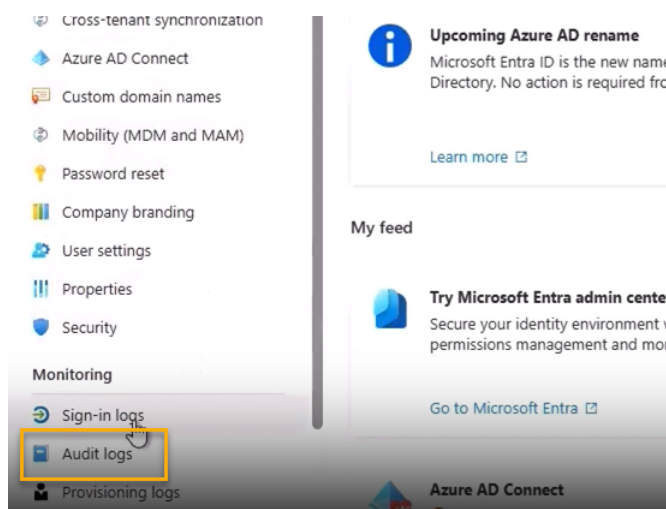 Cross-tenant synchronization
Azure AD Connect
Custom domain names
Mobility (MDM and MAM)
Password reset
Company branding
User settings
Properties
Security
Monitoring
Sign-in logs
Audit logs
Provisioning logs
Upcoming Azure AD rename
Microsoft Entra ID is the new name
Directory. No action is required fro
Learn more
My feed
Try Microsoft Entra admin cente
Secure your identity environment w
permissions management and mor
Go to Microsoft Entra
Azure AD Connect